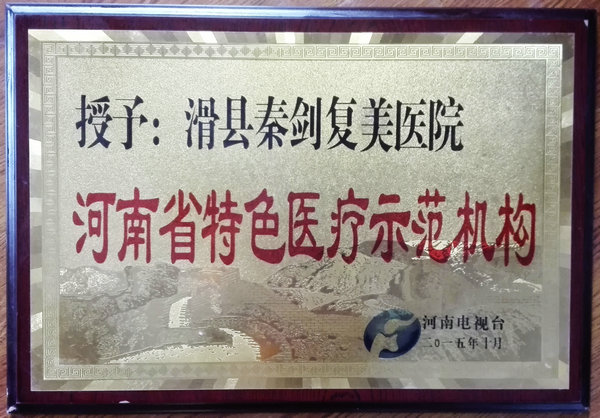 授予：滑县秦剑复美医院
河南省特色医疗示范机构
河南电视台
二〇一五年十月